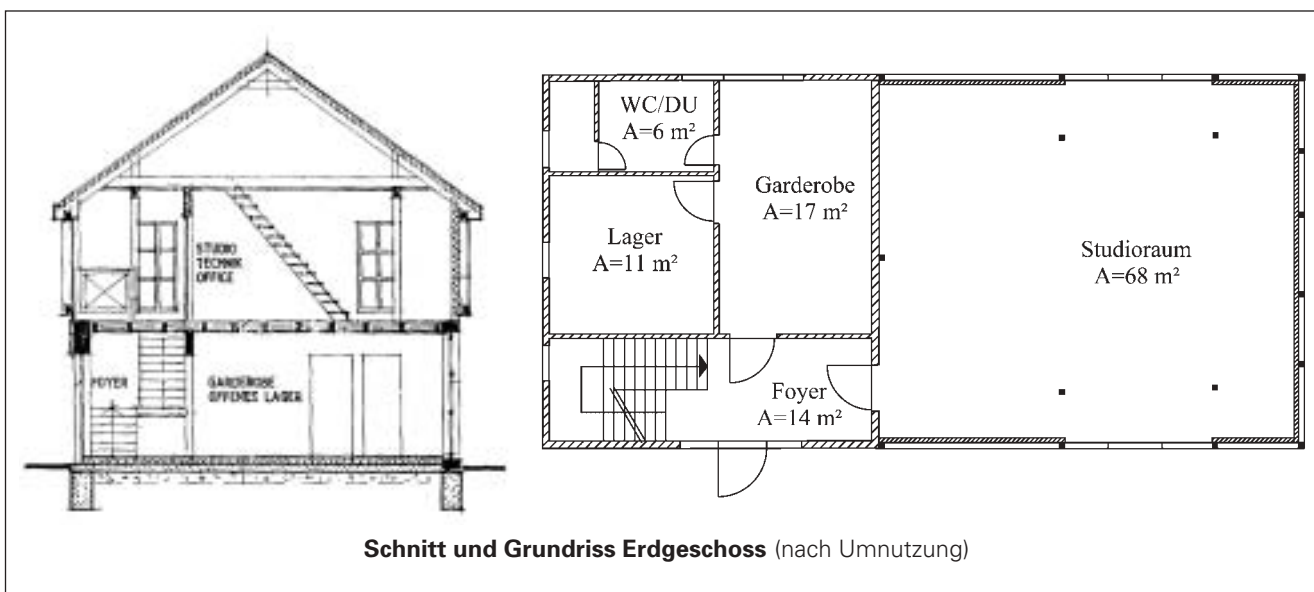 STUDIO
TECHNIK
OFFICE
FOYER
GARDEROBE
OFFENES LAGER
WC/DU
A=6 m²
Garderobe
A=17 m²
Lager
A=11 m²
Studioraum
A=68 m²
Foyer
A=14 m²
Schnitt und Grundriss Erdgeschoss (nach Umnutzung)